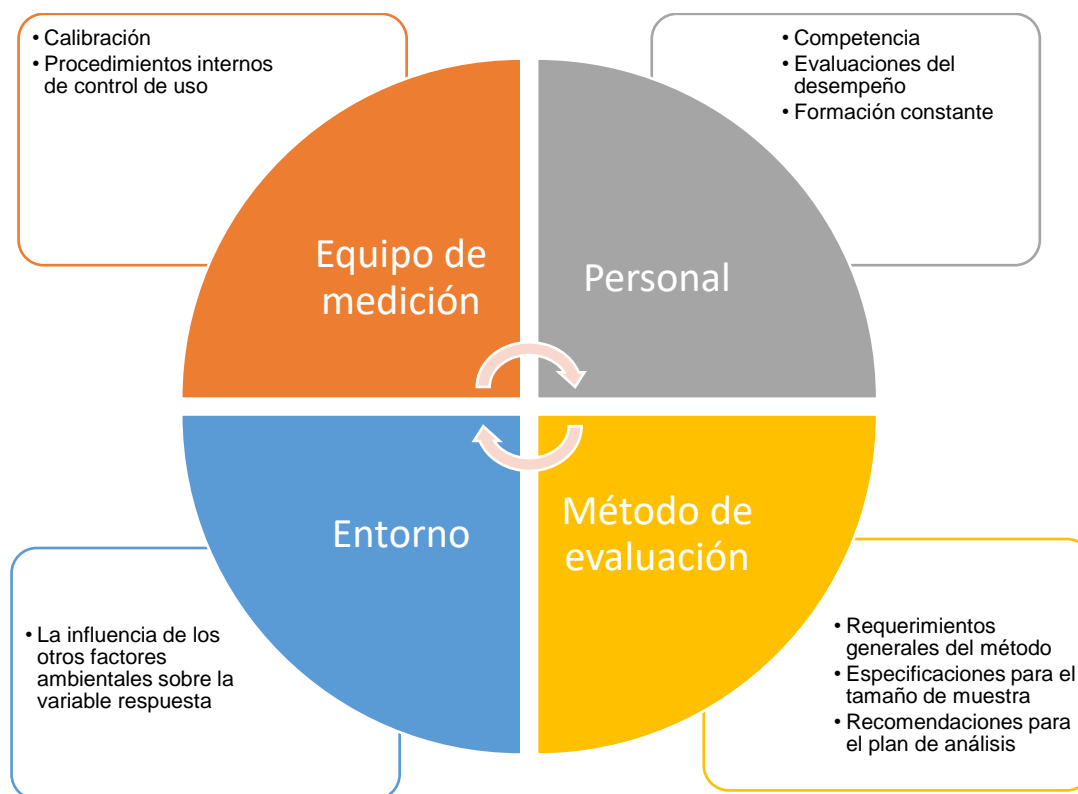 • Calibración
• Procedimientos internos
de control de uso
• Competencia
• Evaluaciones del
desempeño
• Formación constante
Equipo de
medición
Personal
Entorno
Método de
evaluación
• La influencia de los
otros factores
ambientales sobre la
variable respuesta
• Requerimientos
generales del método
• Especificaciones para el
tamaño de muestra
• Recomendaciones para
el plan de análisis